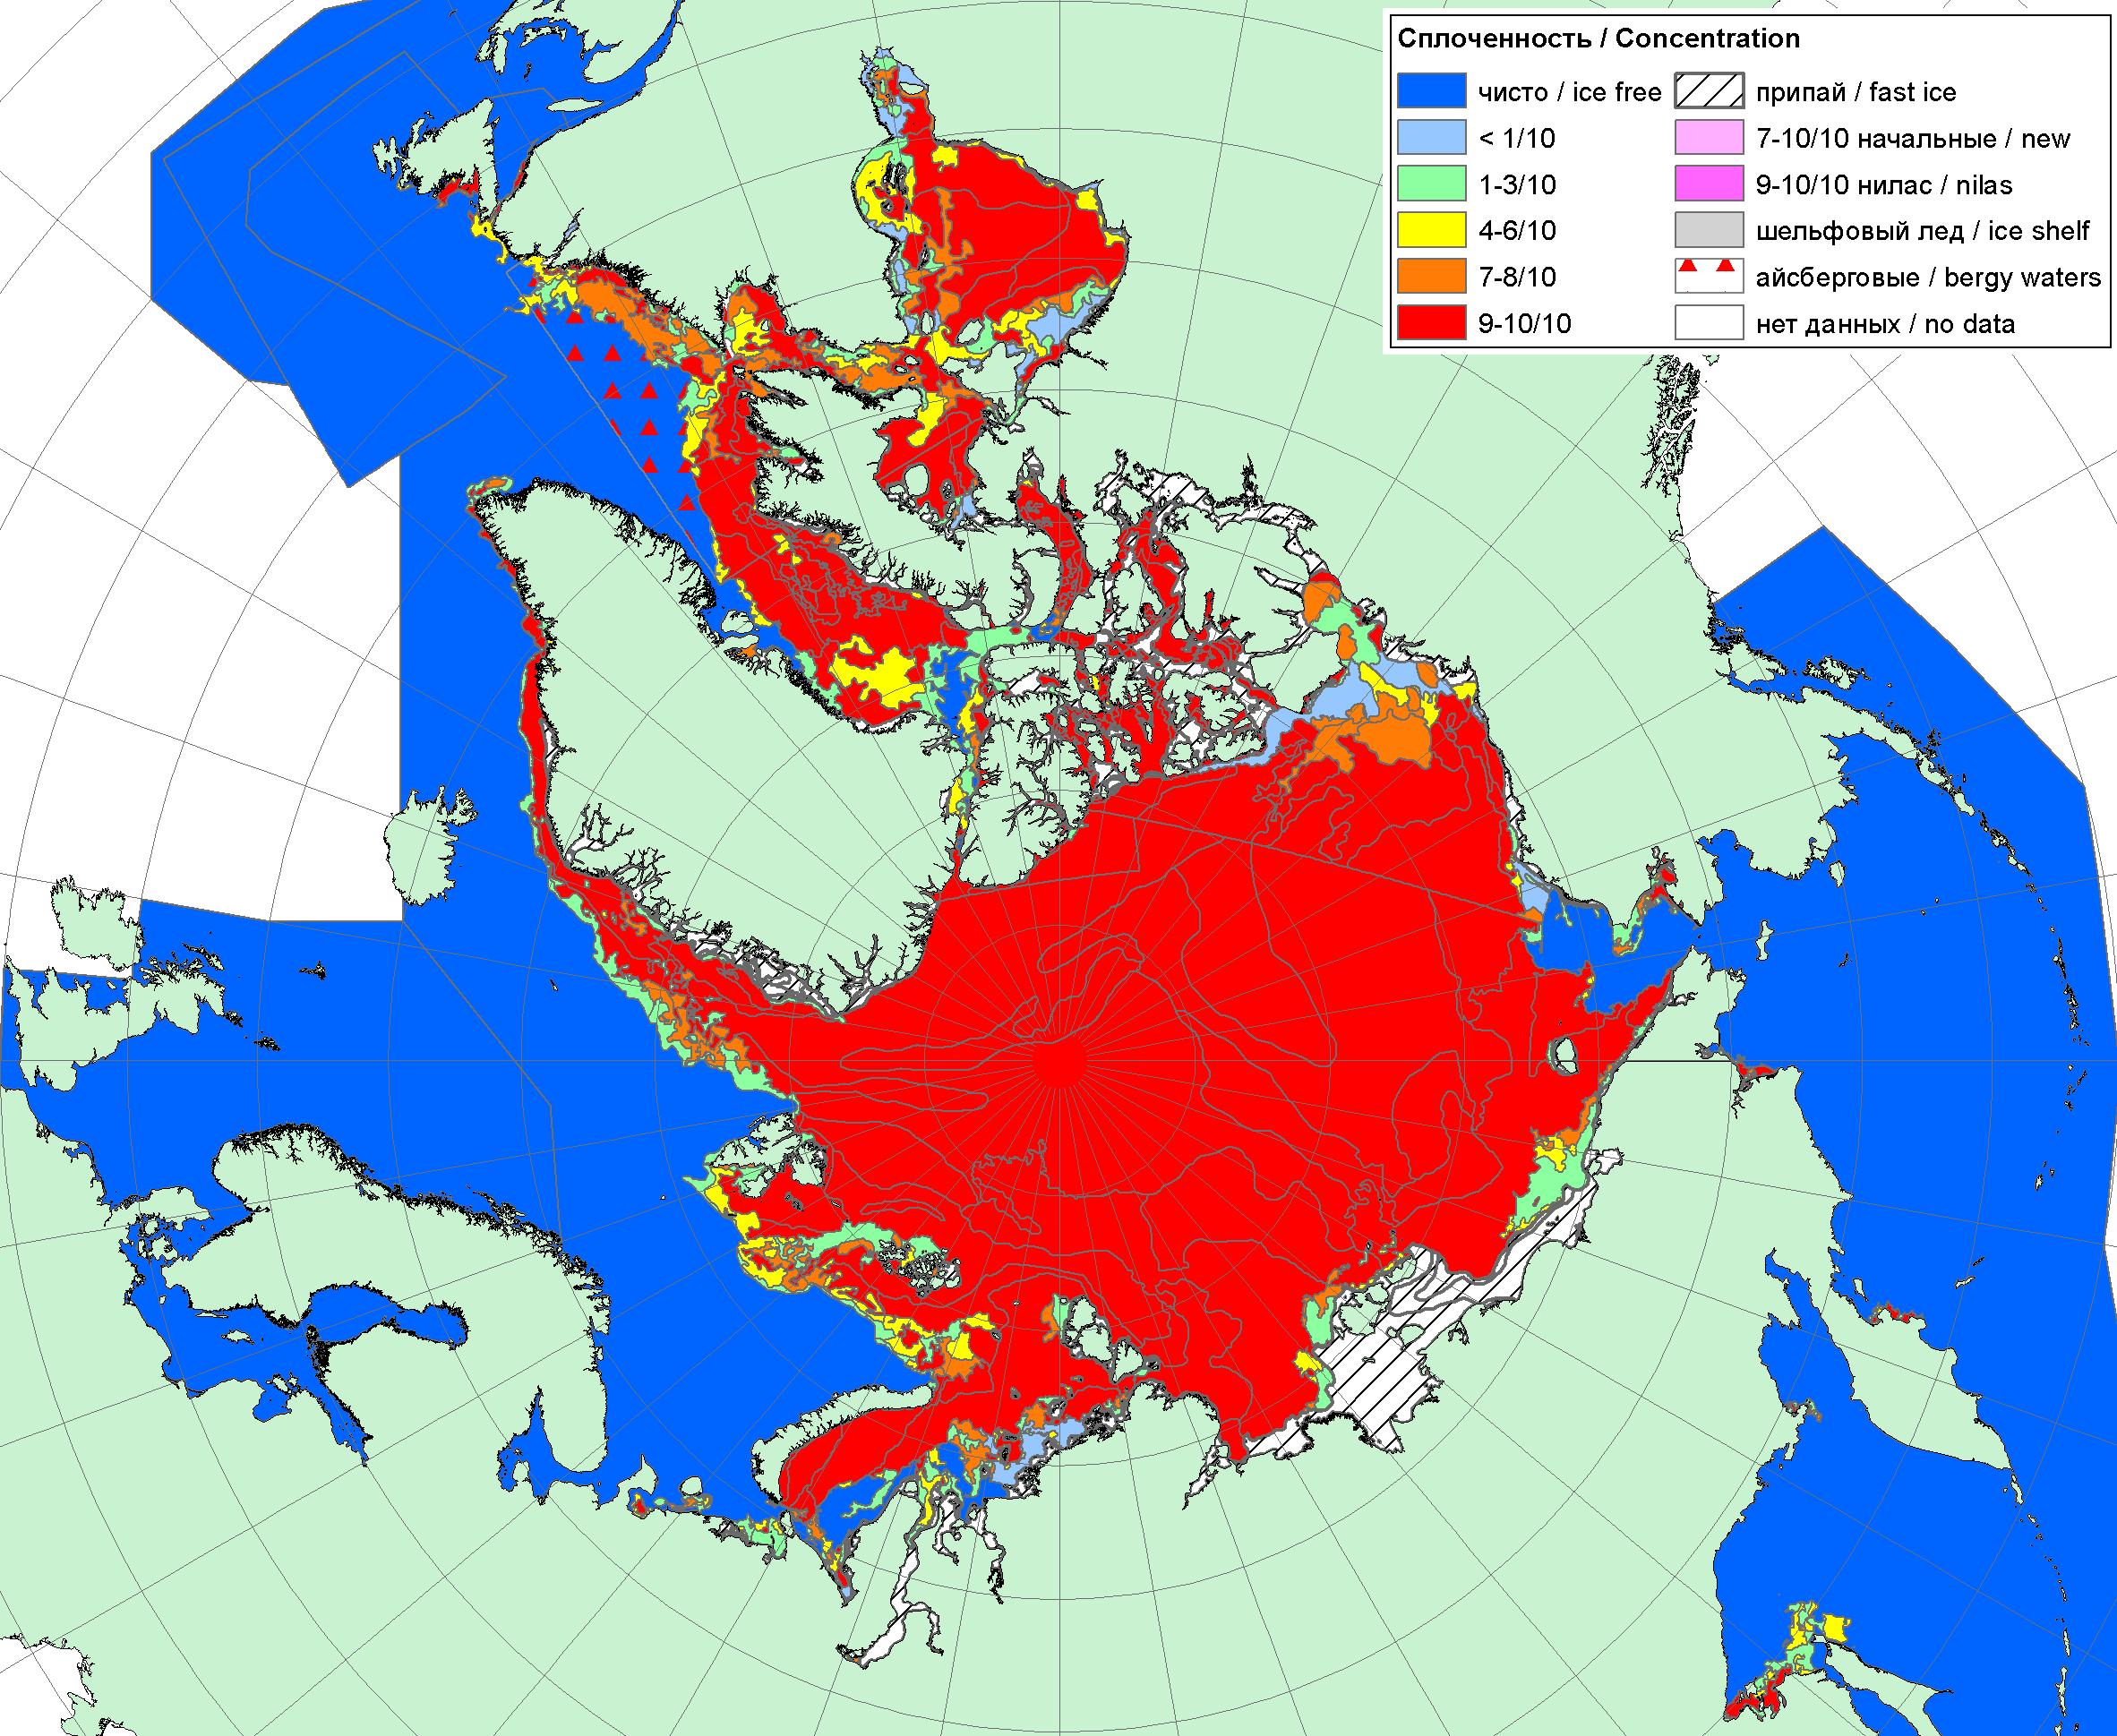 Сплоченность / Concentration
чисто / ice free
< 1/10
1-3/10
4-6/10
7-8/10
9-10/10
припай / fast ice
7-10/10 начальные / new
9-10/10 нилас / nilas
шельфовый лед / ice shelf
айсберговые / bergy waters
нет данных / no data